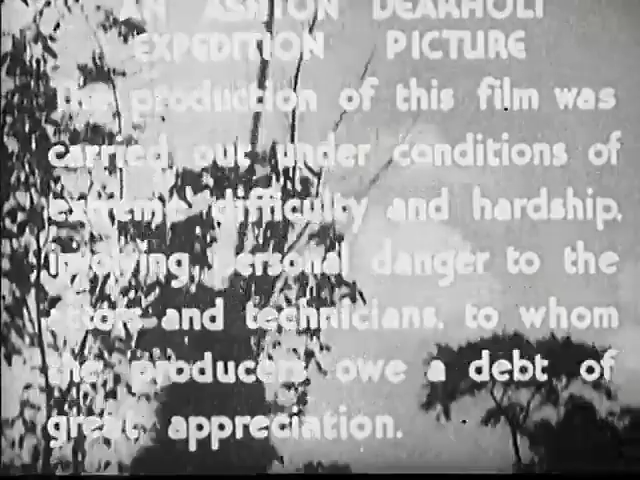 AN ASHTON DEARHOLT
EXPEDITION PICTURE
The production of this film was
carried out under conditions of
extreme difficulty and hardship,
involving personal danger to the
actors and technicians, to whom
the producers owe a debt of
great appreciation.